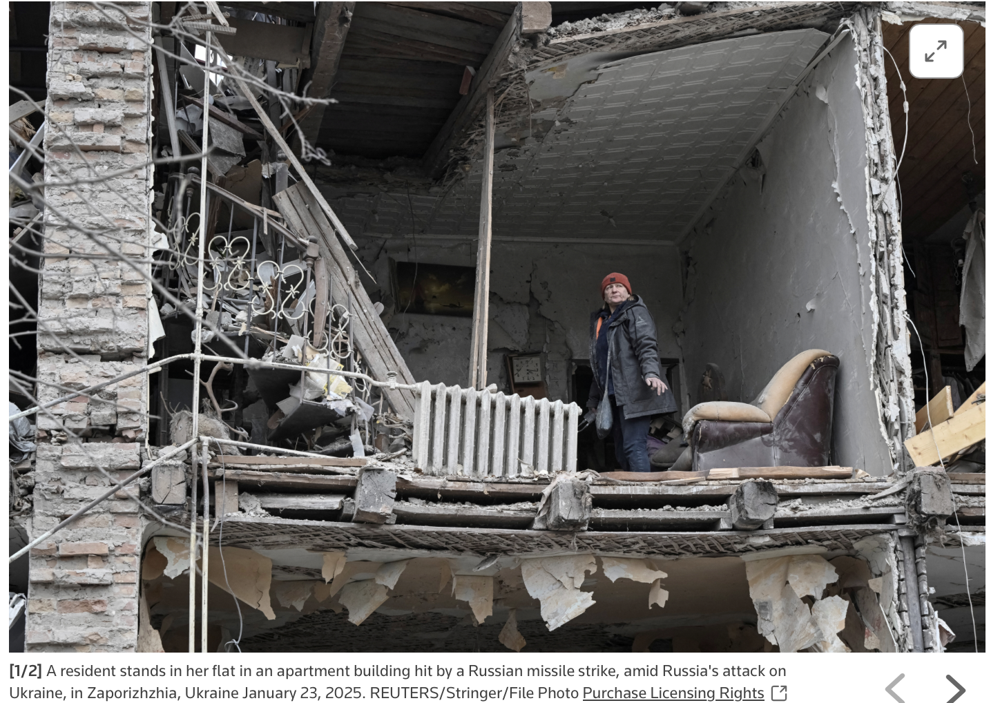 [1/2] A resident stands in her flat in an apartment building hit by a Russian missile strike, amid Russia's attack on
Ukraine, in Zaporizhzhia, Ukraine January 23, 2025. REUTERS/Stringer/File Photo Purchase Licensing Rights